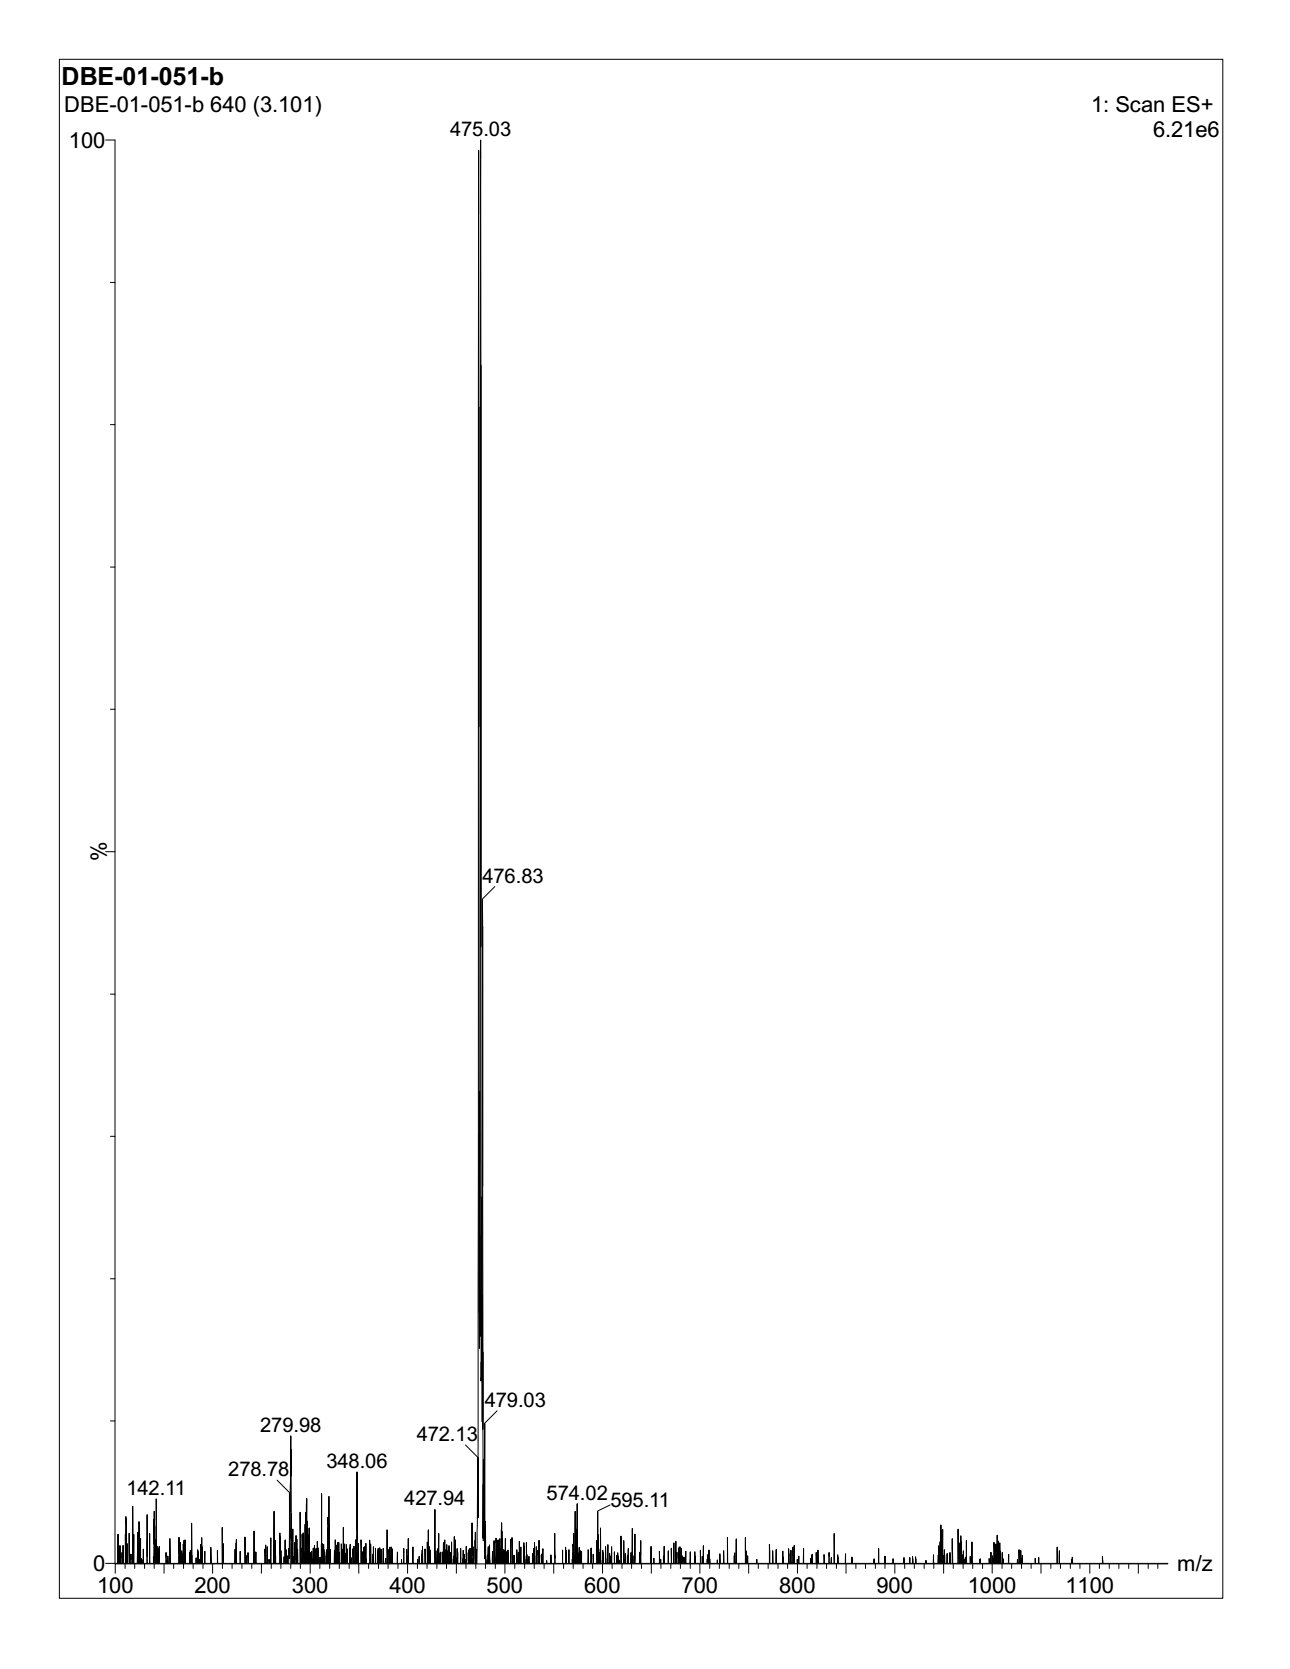 DBE-01-051-b
DBE-01-051-b 640 (3.101)
1: Scan ES+
6.21e6
475.03
100
%
476.83
479.03
472.13
279.98
348.06
278.78
142.11
427.94
574.02
595.11
0
m/z
100 200 300 400 500 600 700 800 900 1000 1100